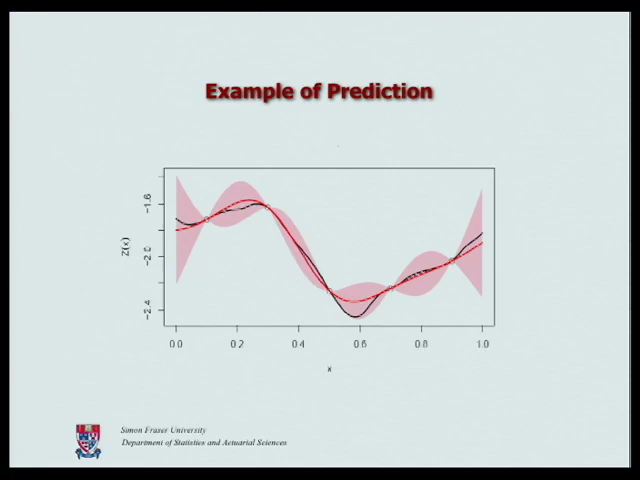 Example of Prediction
Z(x)
-1.6
-2.0
-2.4
0.0 0.2 0.4 0.6 0.8 1.0
x
Simon Fraser University
Department of Statistics and Actuarial Sciences